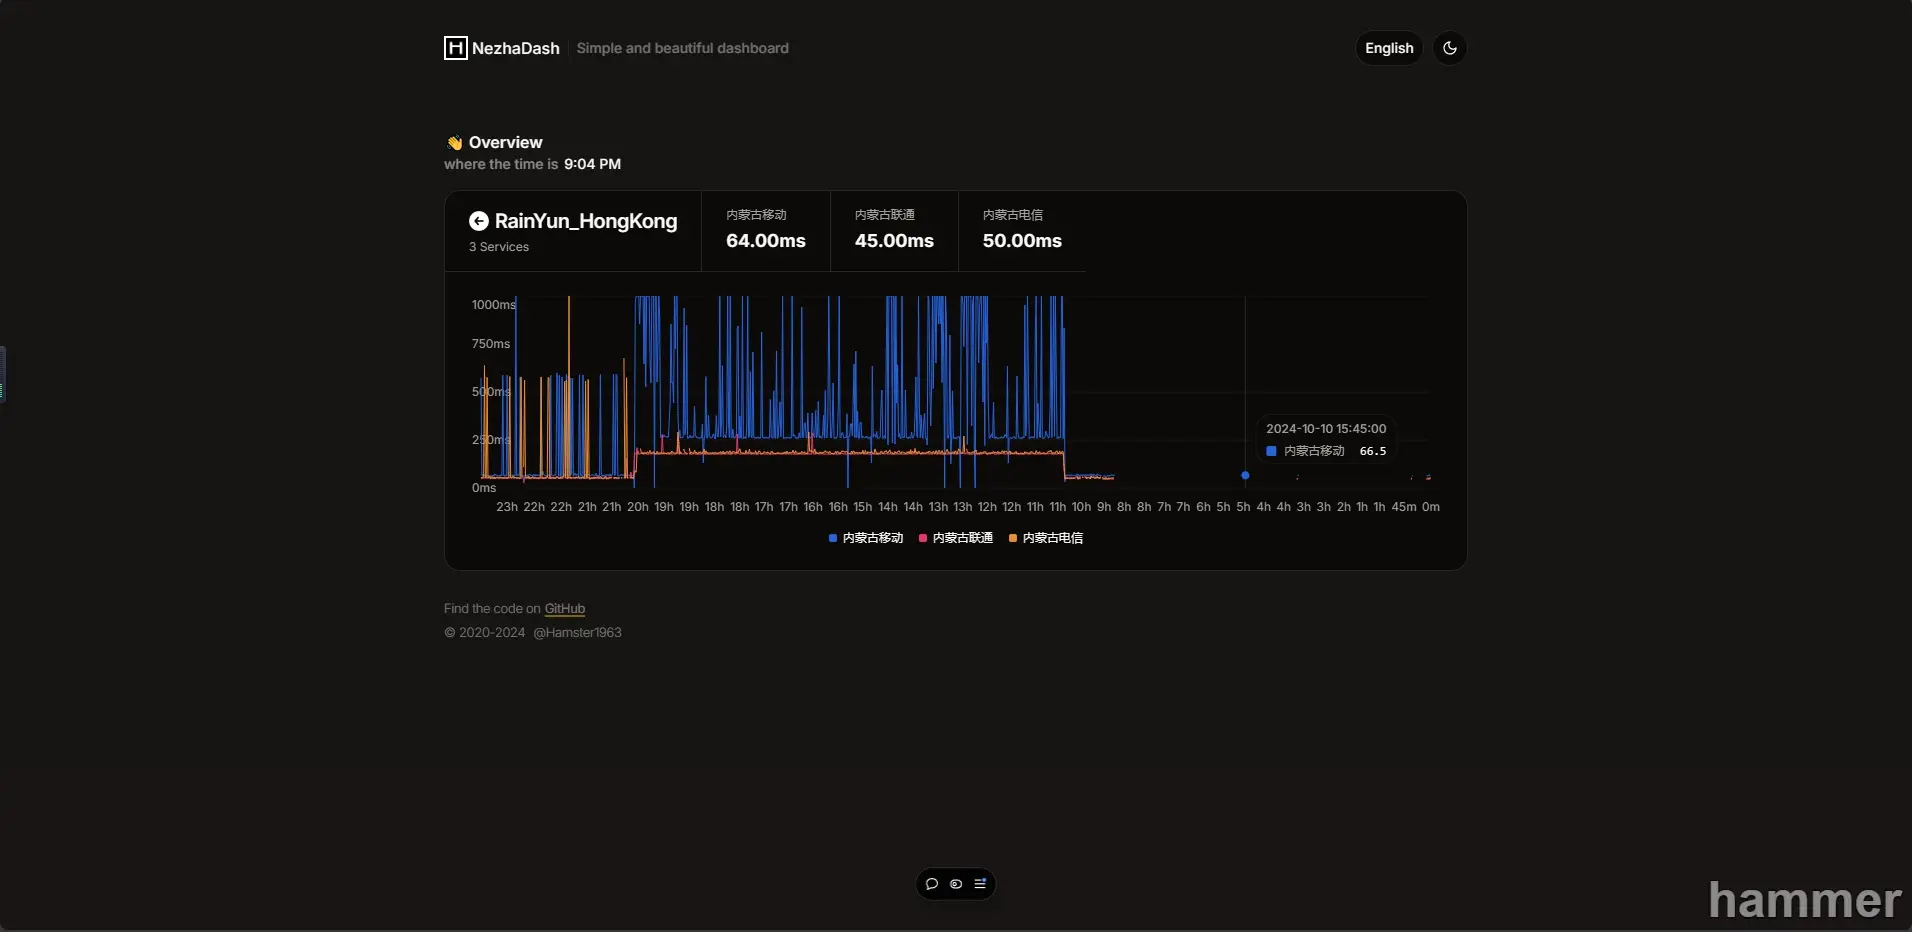 NezhaDash
Simple and beautiful dashboard
English
👋 Overview
where the time is 9:04 PM
RainYun_HongKong
3 Services
内蒙古移动
64.00ms
内蒙古联通
45.00ms
内蒙古电信
50.00ms
1000ms
750ms
500ms
250ms
0ms
2024-10-10 15:45:00
内蒙古移动 66.5
23h 22h 22h 21h 21h 20h 19h 19h 18h 18h 17h 17h 16h 16h 15h 14h 14h 13h 13h 12h 12h 11h 11h 10h 9h 8h 8h 7h 7h 6h 5h 5h 4h 4h 3h 3h 2h 1h 1h 45m 0m
内蒙古移动 内蒙古联通 内蒙古电信
Find the code on GitHub
© 2020-2024 @Hamster1963
hammer